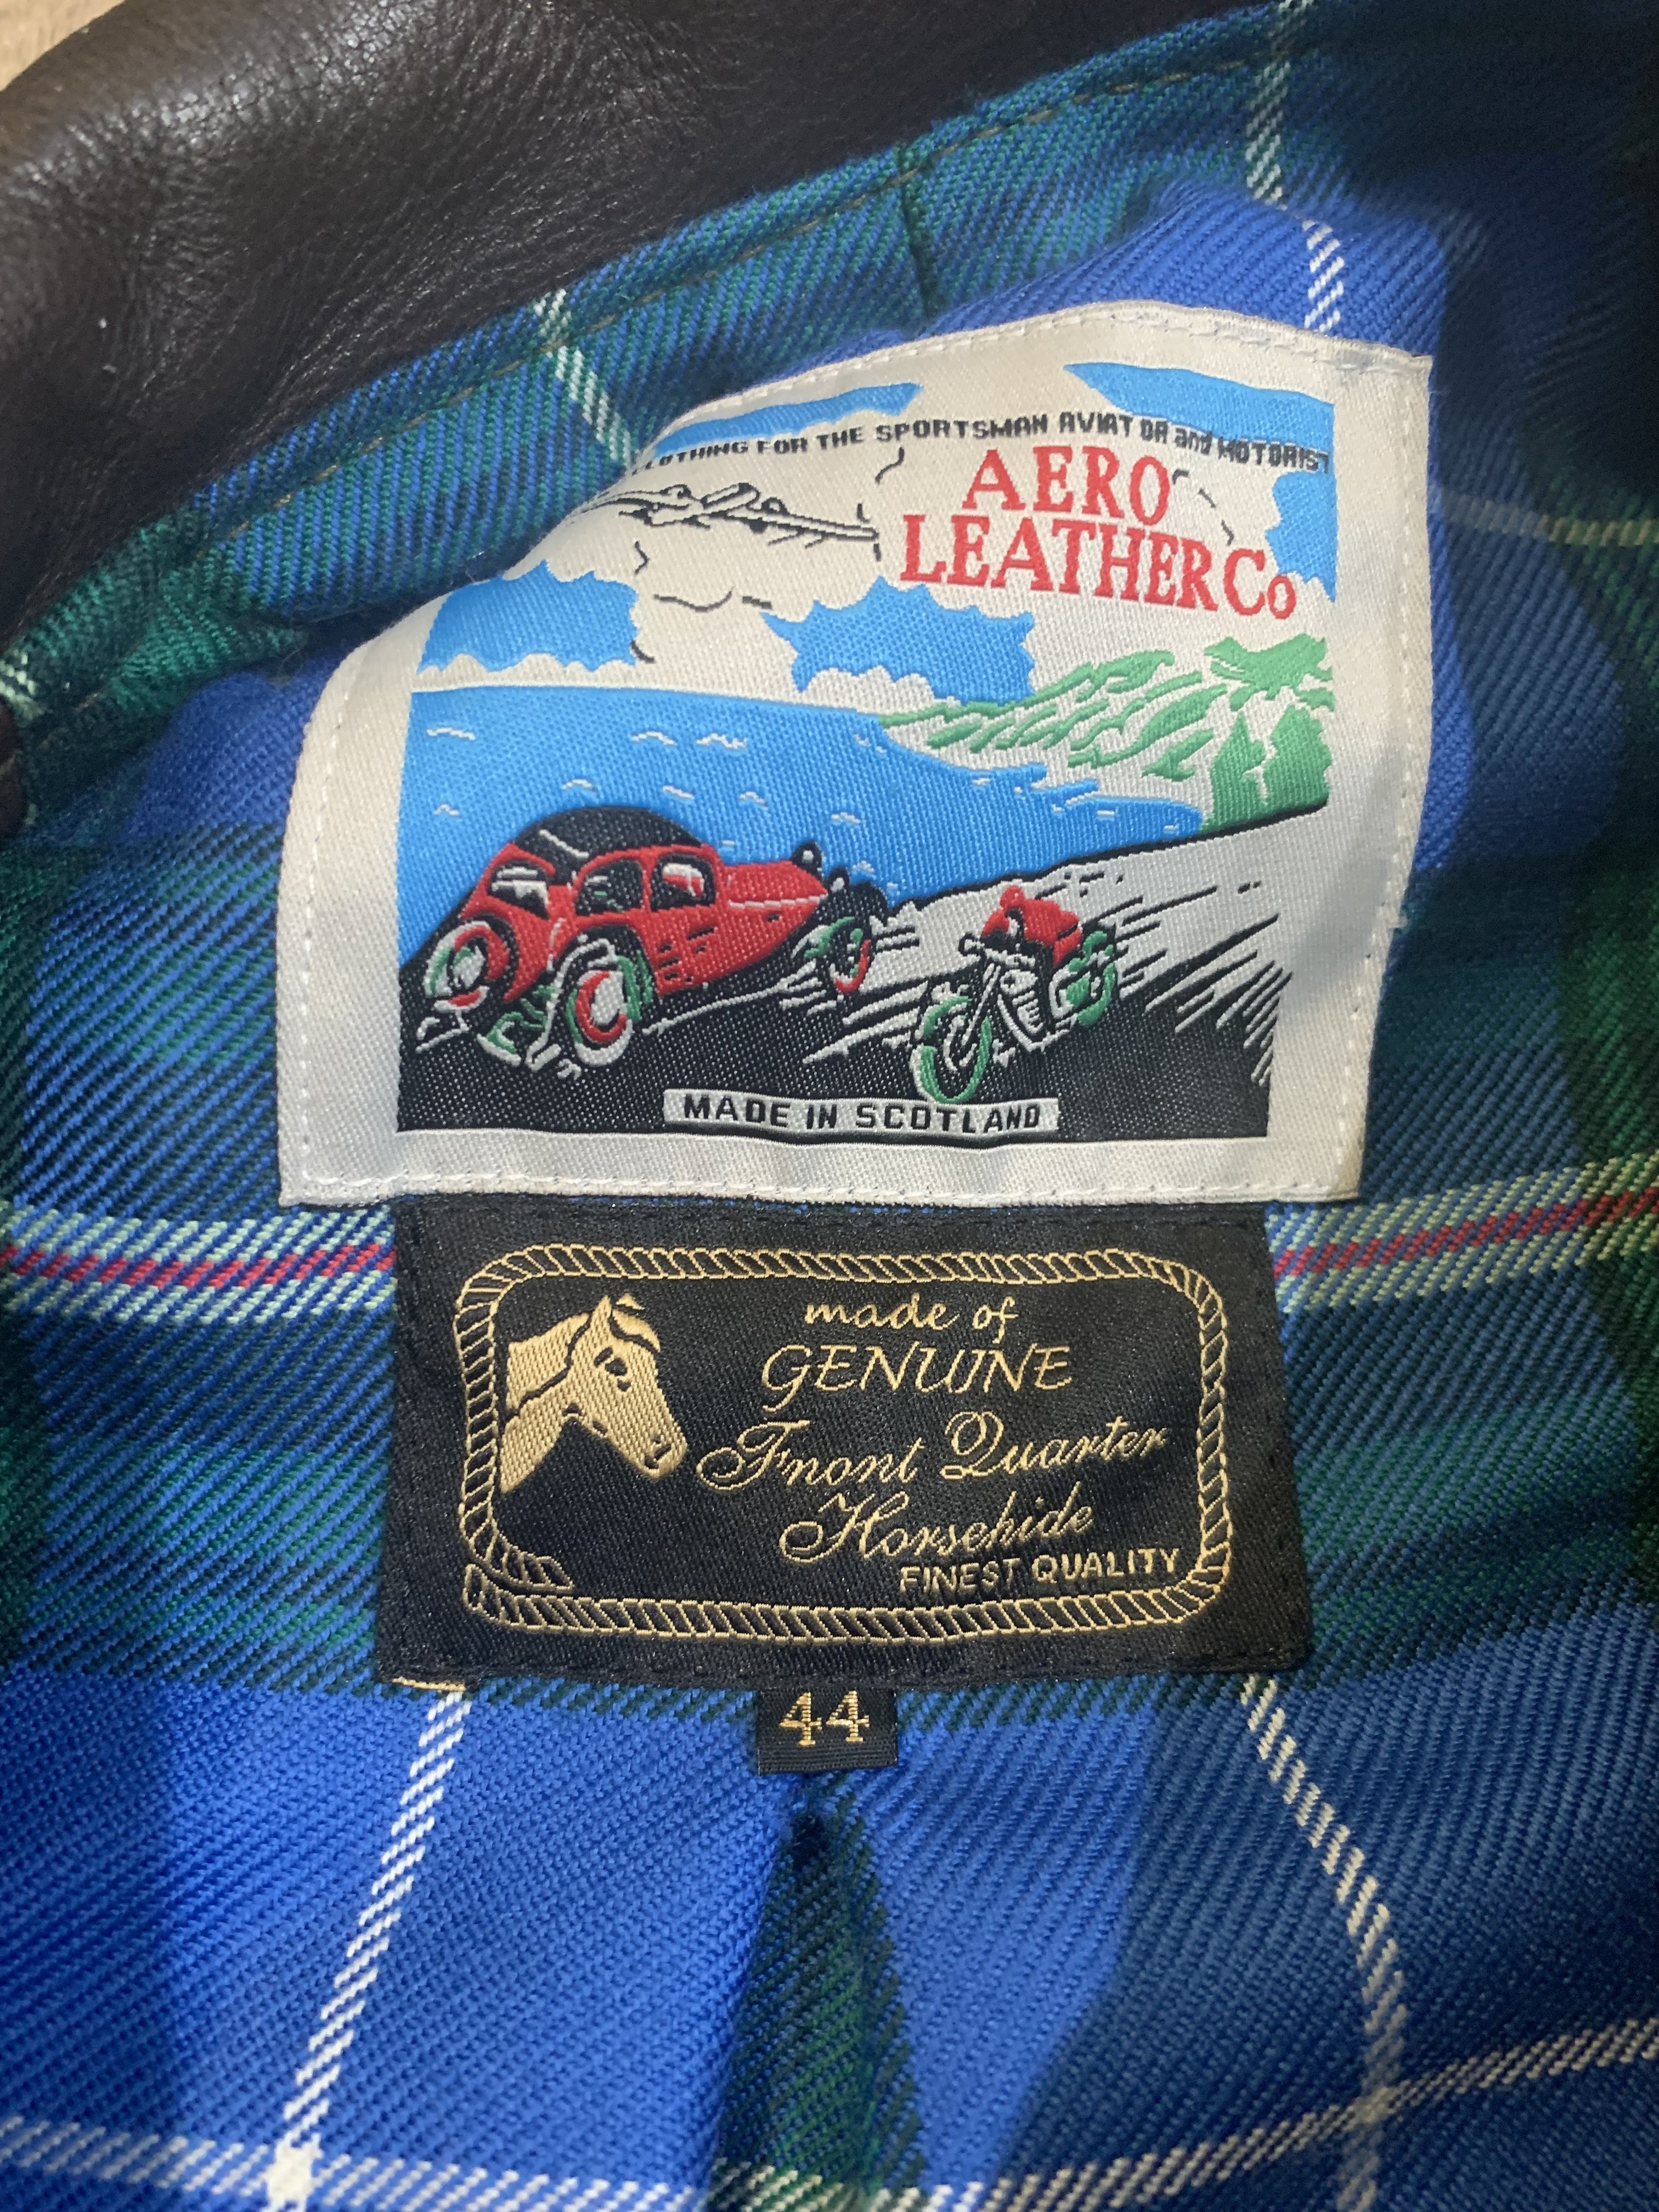 CLOTHING FOR THE SPORTSMAN AVIATOR and MOTORIST
AERO
LEATHER Co
MADE IN SCOTLAND
made of
GENUINE
Front Quarter
Horsehide
FINEST QUALITY
44